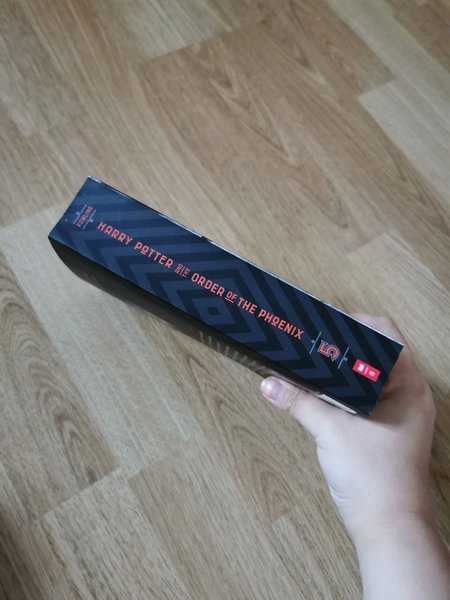 ROWLING
HARRY POTTER AND THE ORDER OF THE PHOENIX
5
S